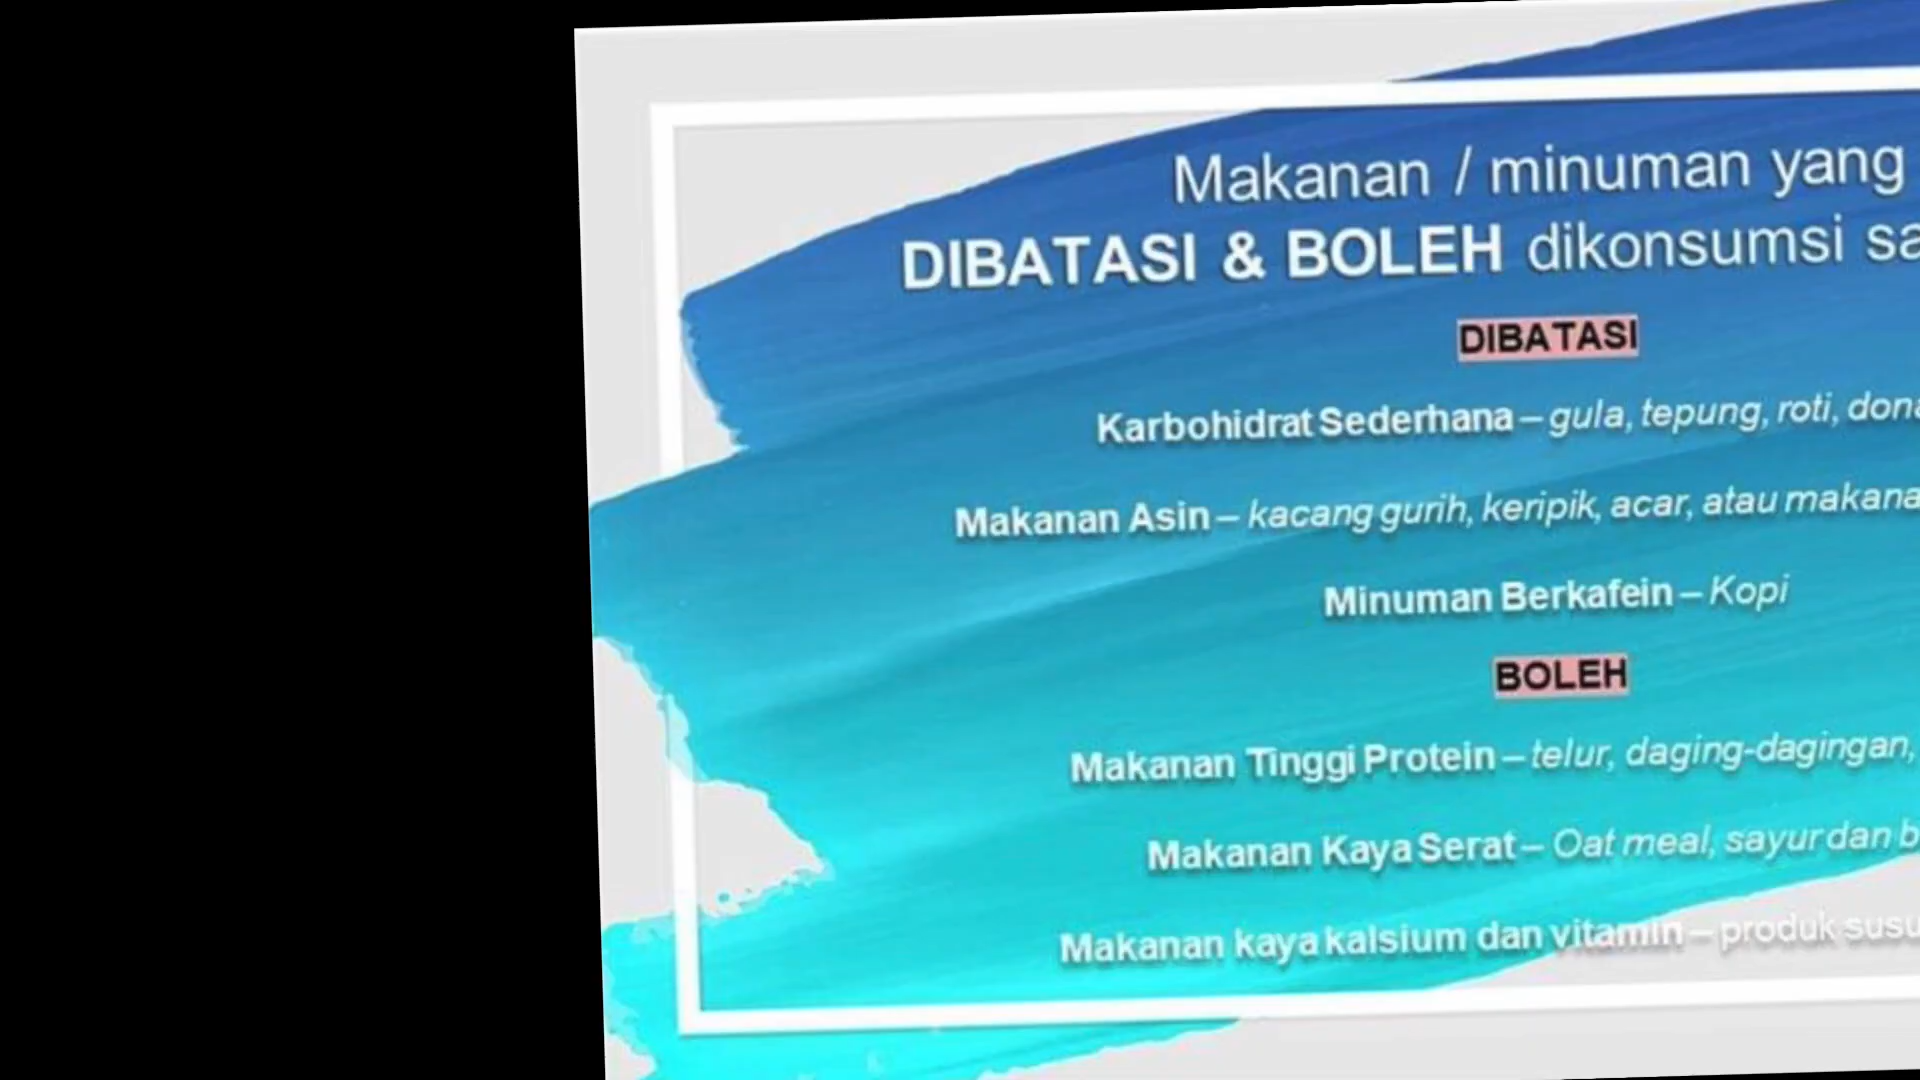 Makanan / minuman yang
DIBATASI & BOLEH dikonsumsi
DIBATASI
Karbohidrat Sederhana – gula, tepung, roti,
Makanan Asin – kacang gurih, keripik, acar, atau
Minuman Berkafein – Kopi
BOLEH
Makanan Tinggi Protein – telur, daging-dagingan,
Makanan Kaya Serat – Oat meal, sayur dan
Makanan kaya kalsium dan vitamin – produk susu